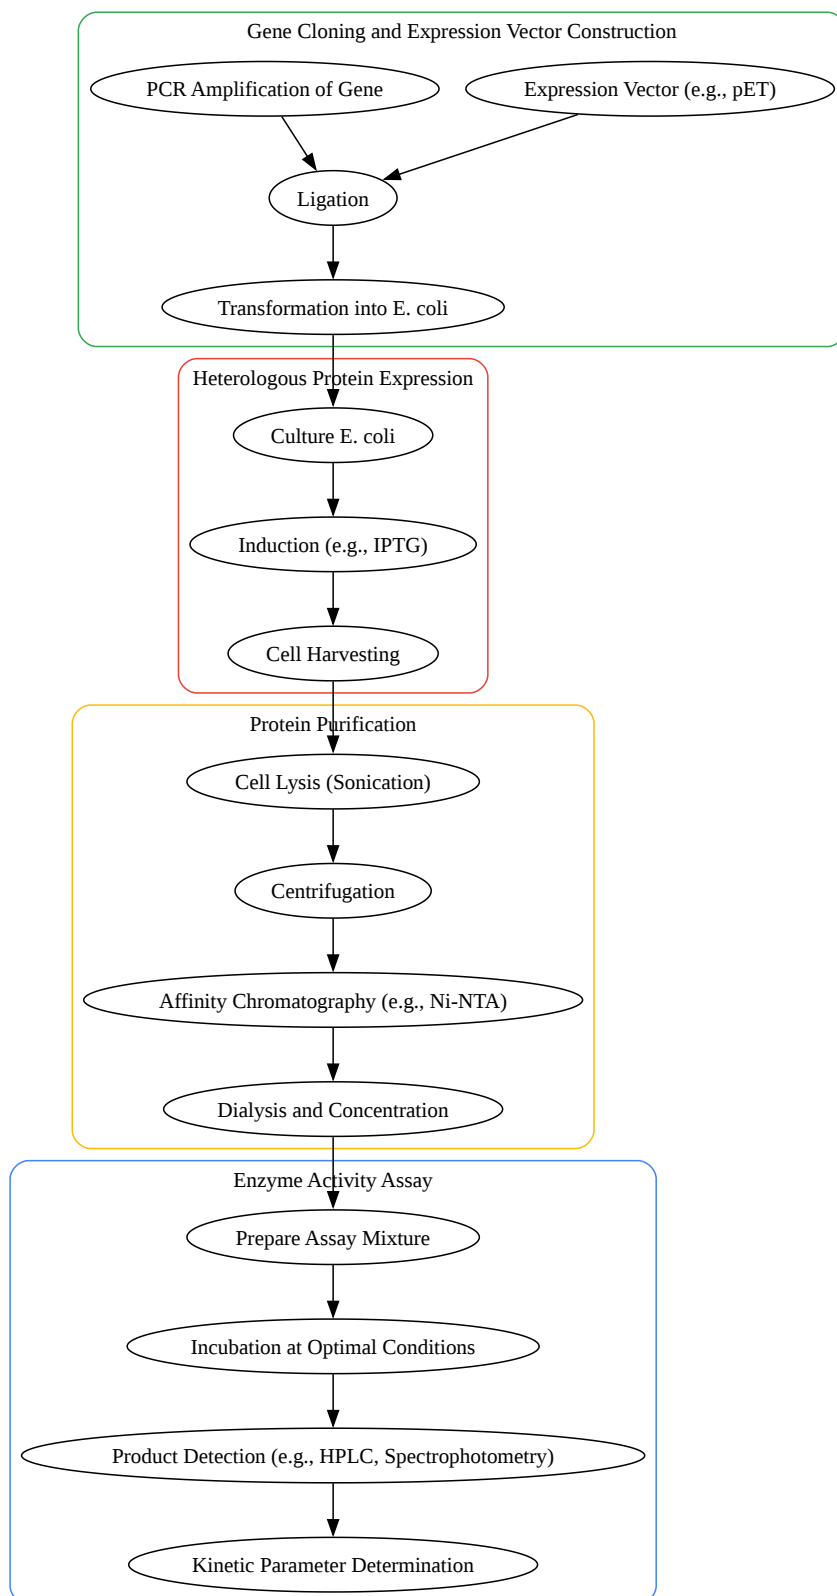 Gene Cloning and Expression Vector Construction
PCR Amplification of Gene
Expression Vector (e.g., pET)
Ligation
Transformation into E. coli
Heterologous Protein Expression
Culture E. coli
Induction (e.g., IPTG)
Cell Harvesting
Protein Purification
Cell Lysis (Sonication)
Centrifugation
Affinity Chromatography (e.g., Ni-NTA)
Dialysis and Concentration
Enzyme Activity Assay
Prepare Assay Mixture
Incubation at Optimal Conditions
Product Detection (e.g., HPLC, Spectrophotometry)
Kinetic Parameter Determination